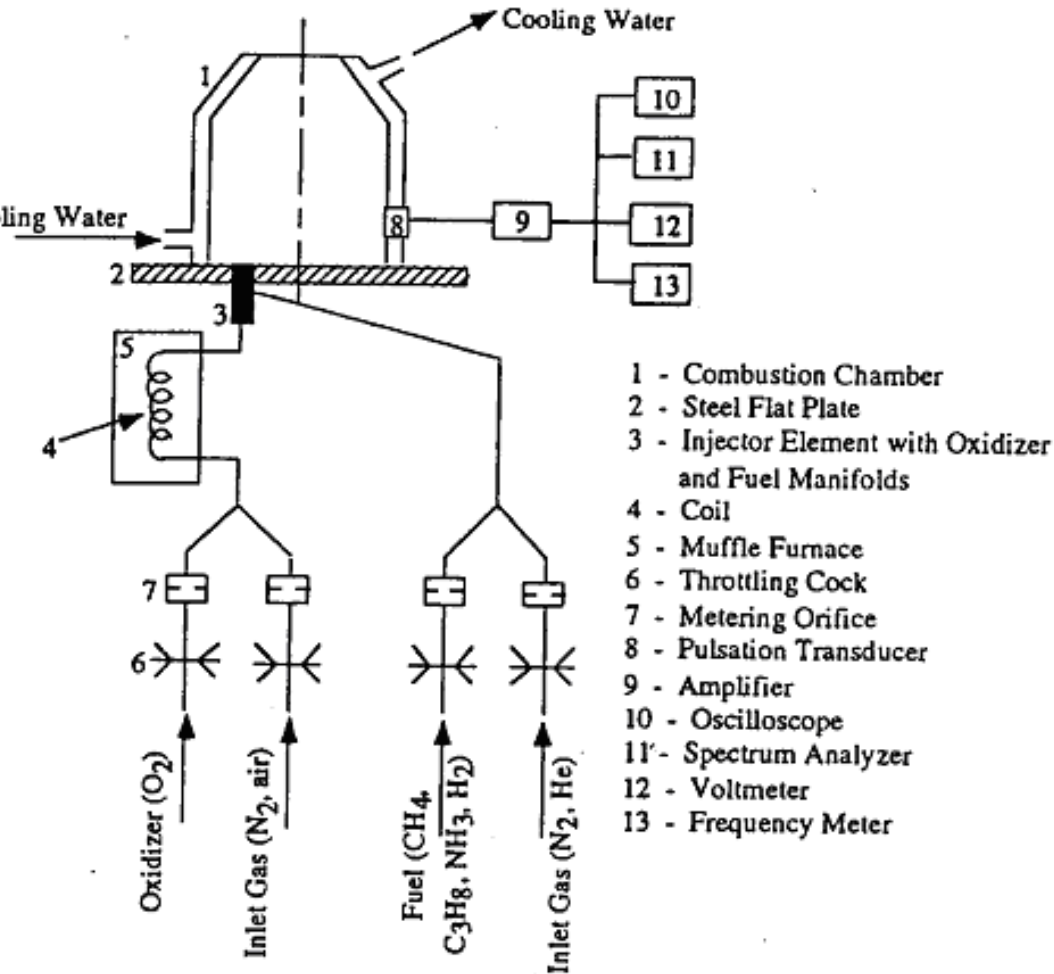 Cooling Water
1
10
11
ling Water
8
9
12
2
13
3
5
4
7
6
Oxidizer (O2)
Inlet Gas (N2, air)
Fuel (CH4,
C3H8, NH3, H2)
Inlet Gas (N2, He)
1 - Combustion Chamber
2 - Steel Flat Plate
3 - Injector Element with Oxidizer
and Fuel Manifolds
4 - Coil
5 - Muffle Furnace
6 - Throttling Cock
7 - Metering Orifice
8 - Pulsation Transducer
9 - Amplifier
10 - Oscilloscope
11 - Spectrum Analyzer
12 - Voltmeter
13 - Frequency Meter